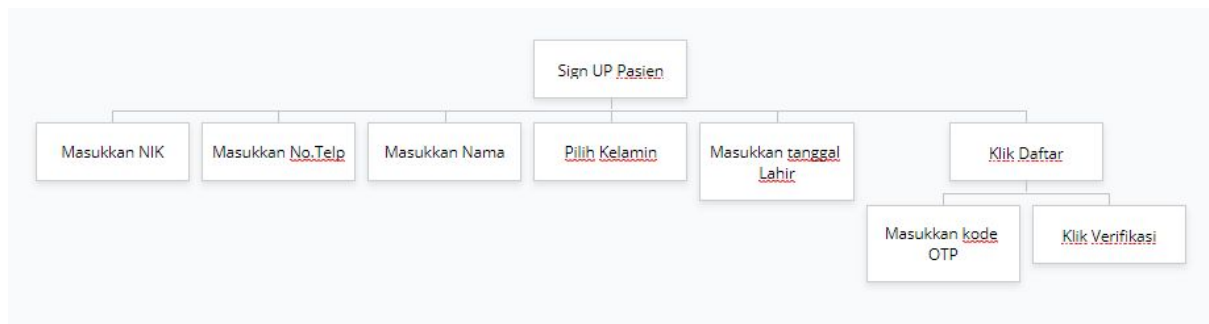 Sign UP Pasien
Masukkan NIK
Masukkan No.Telp
Masukkan Nama
Pilih Kelamin
Masukkan tanggal
Lahir
Klik Daftar
Masukkan kode
OTP
Klik Verifikasi